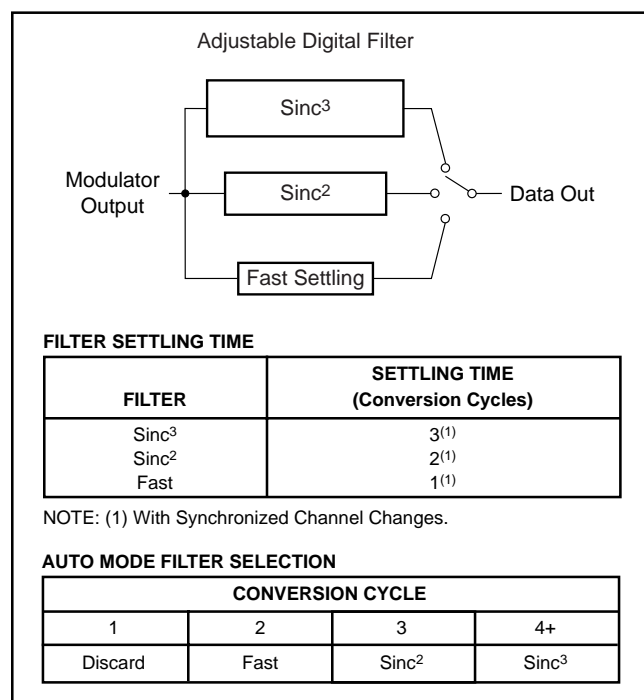 Adjustable Digital Filter
Sinc3
Modulator
Output
Sinc2
Data Out
Fast Settling
FILTER SETTLING TIME
FILTER
SETTLING TIME
(Conversion Cycles)
Sinc3
3(1)
Sinc2
2(1)
Fast
1(1)
NOTE: (1) With Synchronized Channel Changes.
AUTO MODE FILTER SELECTION
CONVERSION CYCLE
1 2 3 4+
Discard Fast Sinc2 Sinc3